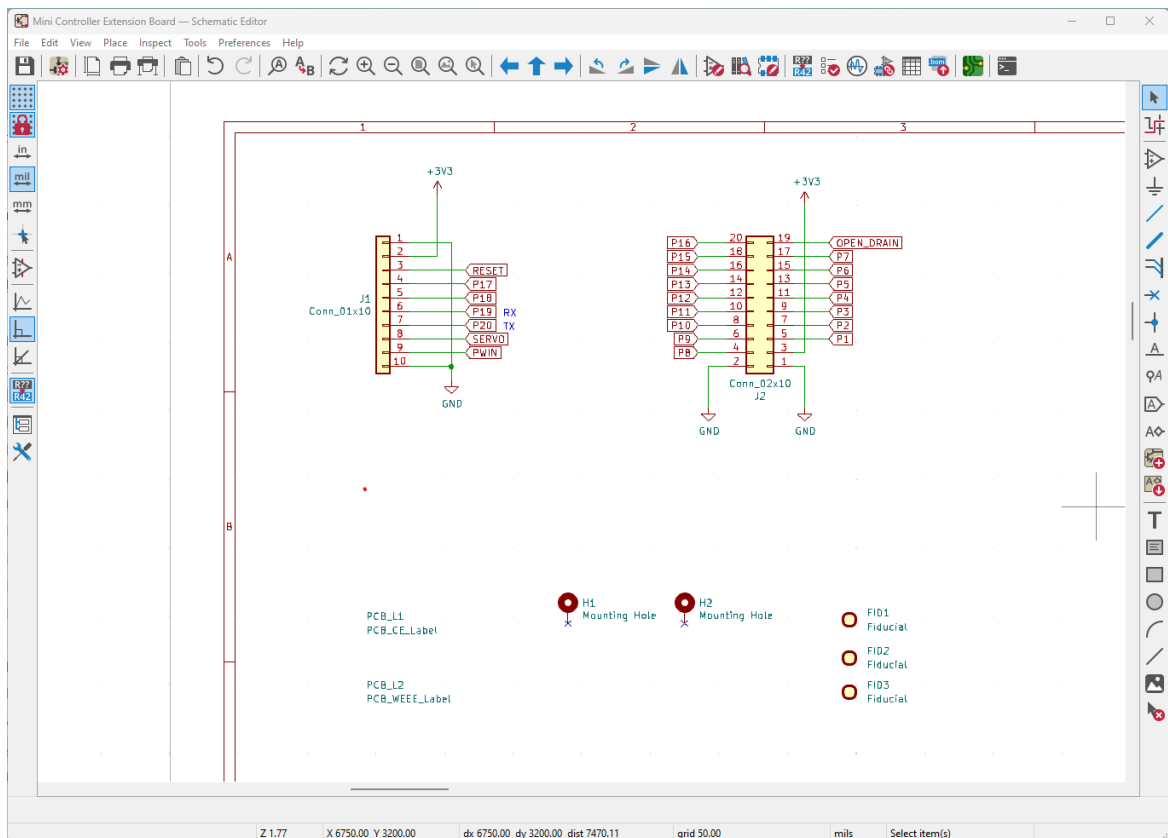 Mini Controller Extension Board — Schematic Editor
File Edit View Place Inspect Tools Preferences Help
A
A B
R??
R42
bom
in
mil
mm
R??
R42
A
A
A
A
A
T
1 2 3
A
B
+3V3
J1
Conn_01x10
1
2
3 RESET
4 P17
5 P18
6 P19 RX
7 P20 TX
8 SERVO
9 PWIN
10
GND
+3V3
P16 20 19 OPEN_DRAIN
P15 18 17 P7
P14 16 15 P6
P13 14 13 P5
P12 12 11 P4
P11 10 9 P3
P10 8 7 P2
P9 6 5 P1
P8 4 3
2 1
Conn_02x10
J2
GND GND
H1
Mounting Hole
H2
Mounting Hole
PCB_L1
PCB_CE_Label
PCB_L2
PCB_WEEE_Label
FID1
Fiducial
FID2
Fiducial
FID3
Fiducial
Z 1.77 X 6750.00 Y 3200.00 dx 6750.00 dy 3200.00 dist 7470.11 grid 50.00 mils Select item(s)